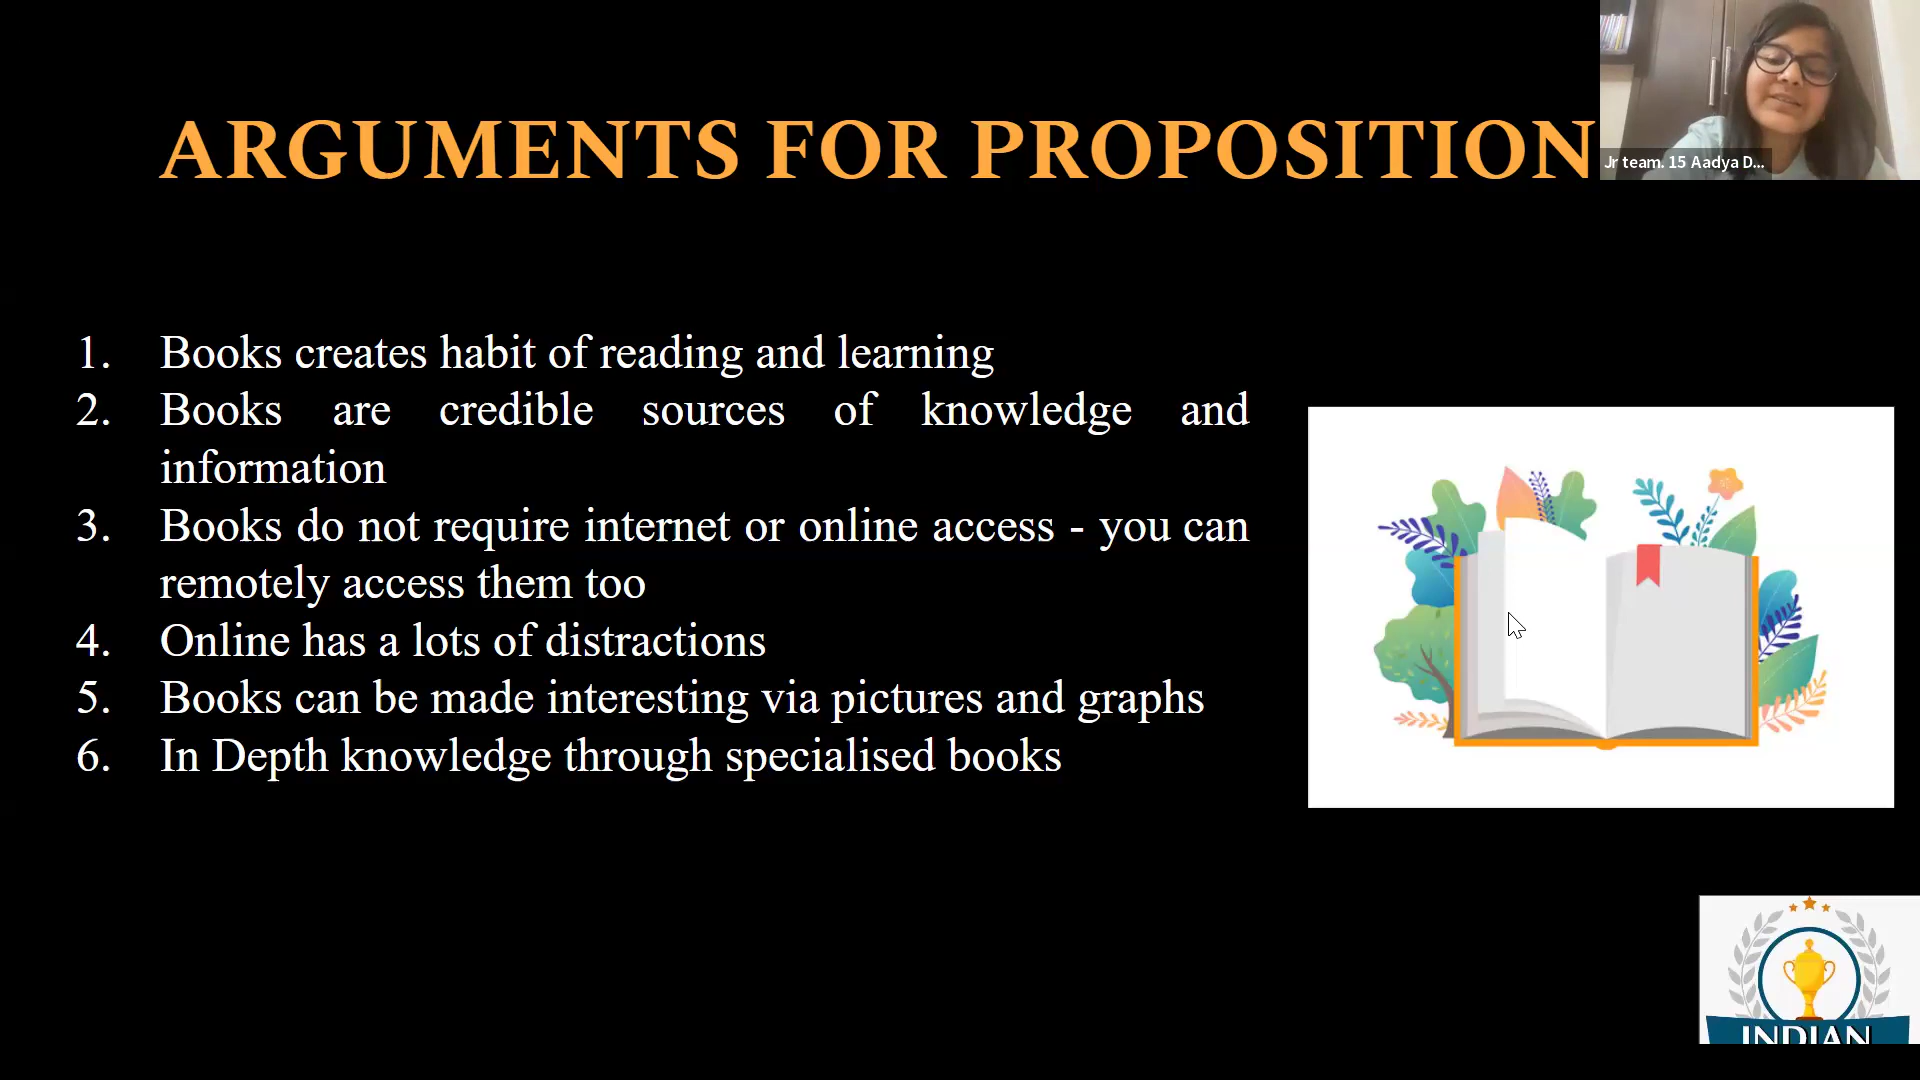 ARGUMENTS FOR PROPOSITION
Jr team. 15 Aadya D...
1. Books creates habit of reading and learning
2. Books are credible sources of knowledge and
information
3. Books do not require internet or online access - you can
remotely access them too
4. Online has a lots of distractions
5. Books can be made interesting via pictures and graphs
6. In Depth knowledge through specialised books
INDIAN